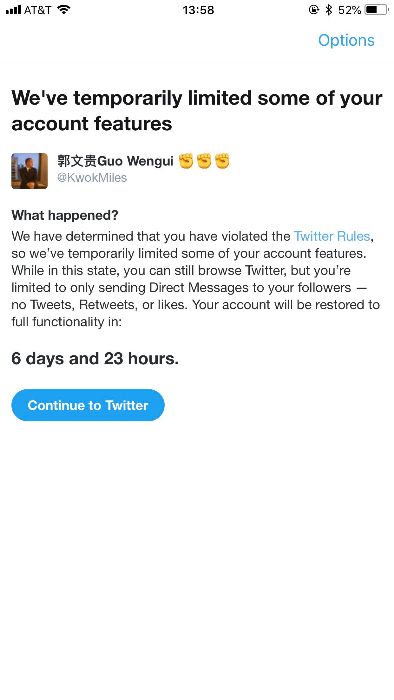 AT&T 13:58 52%
Options
We've temporarily limited some of your
account features
郭文贵Guo Wengui ✊✊✊
@KwokMiles
What happened?
We have determined that you have violated the Twitter Rules,
so we've temporarily limited some of your account features.
While in this state, you can still browse Twitter, but you're
limited to only sending Direct Messages to your followers —
no Tweets, Retweets, or likes. Your account will be restored to
full functionality in:
6 days and 23 hours.
Continue to Twitter